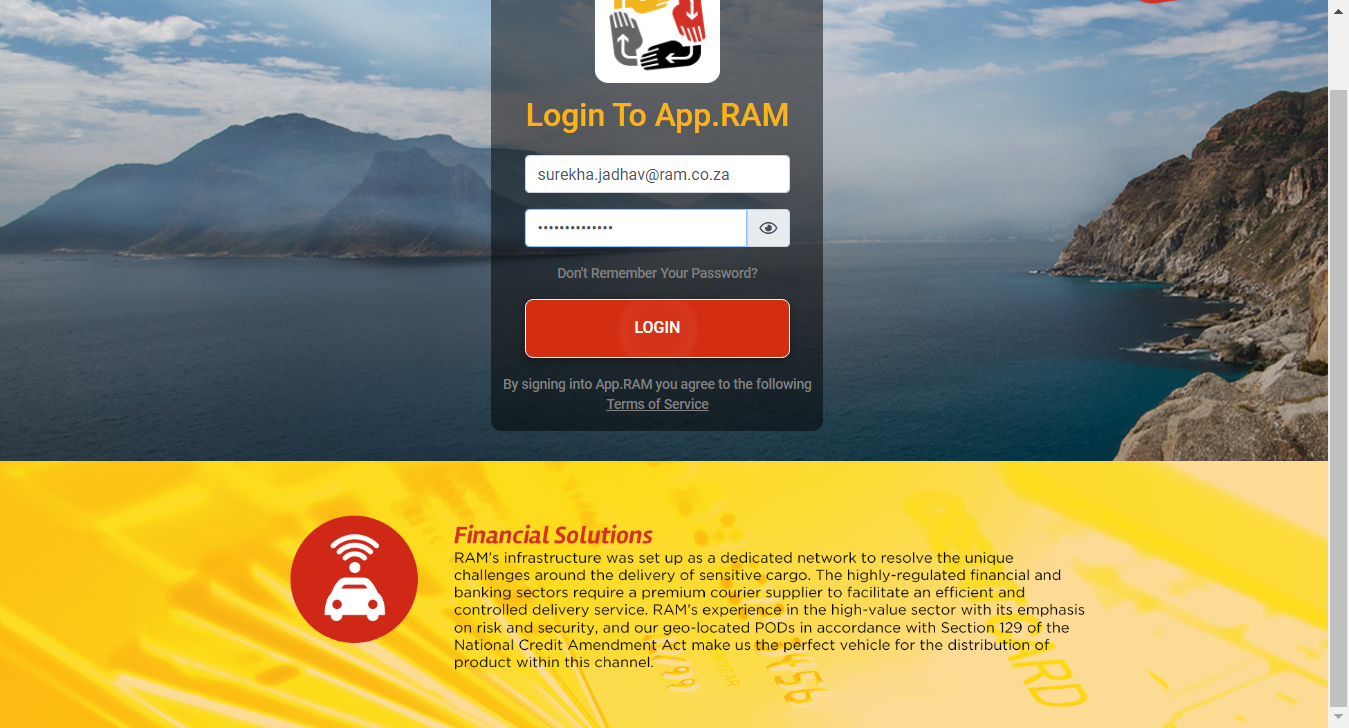 Login To App.RAM
surekha.jadhav@ram.co.za
Don't Remember Your Password?
LOGIN
By signing into App.RAM you agree to the following
Terms of Service
Financial Solutions
RAM's infrastructure was set up as a dedicated network to resolve the unique
challenges around the delivery of sensitive cargo. The highly-regulated financial and
banking sectors require a premium courier supplier to facilitate an efficient and
controlled delivery service. RAM's experience in the high-value sector with its emphasis
on risk and security, and our geo-located PODs in accordance with Section 129 of the
National Credit Amendment Act make us the perfect vehicle for the distribution of
product within this channel.